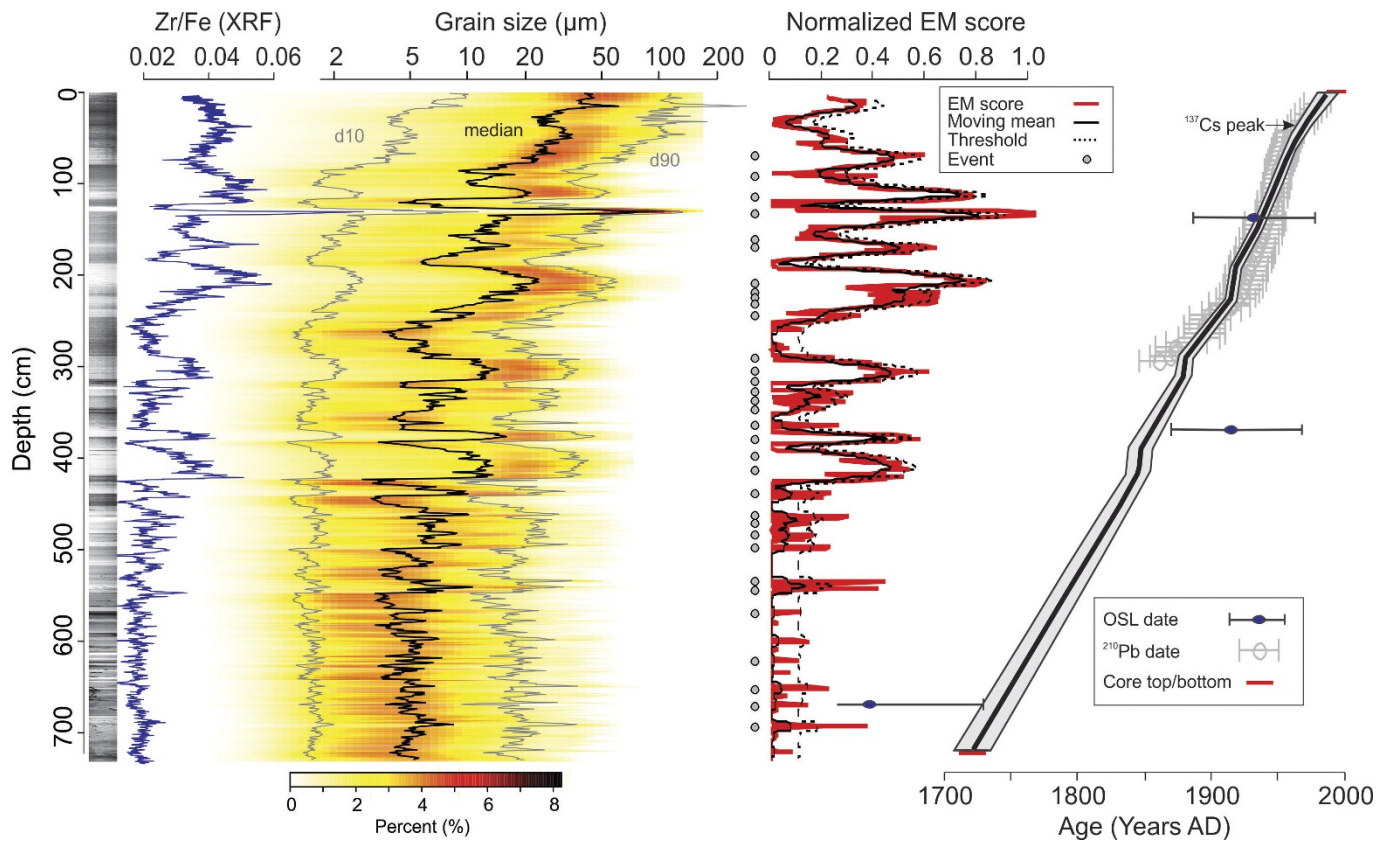 Zr/Fe (XRF) Grain size (µm) Normalized EM score
0.02 0.04 0.06 2 5 10 20 50 100 200 0 0.2 0.4 0.6 0.8 1.0
0
100
200
300
400
500
600
700
Depth (cm)
d10
median
d90
EM score
Moving mean
Threshold
Event
¹³⁷Cs peak
OSL date
²¹⁰Pb date
Core top/bottom
0 2 4 6 8
Percent (%)
1700 1800 1900 2000
Age (Years AD)